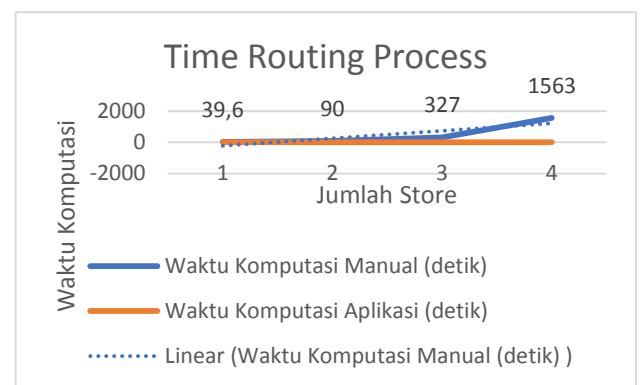 Time Routing Process
39,6 90 327 1563
2000
0
-2000
1 2 3 4
Jumlah Store
Waktu Komputasi
Waktu Komputasi Manual (detik)
Waktu Komputasi Aplikasi (detik)
Linear (Waktu Komputasi Manual (detik) )